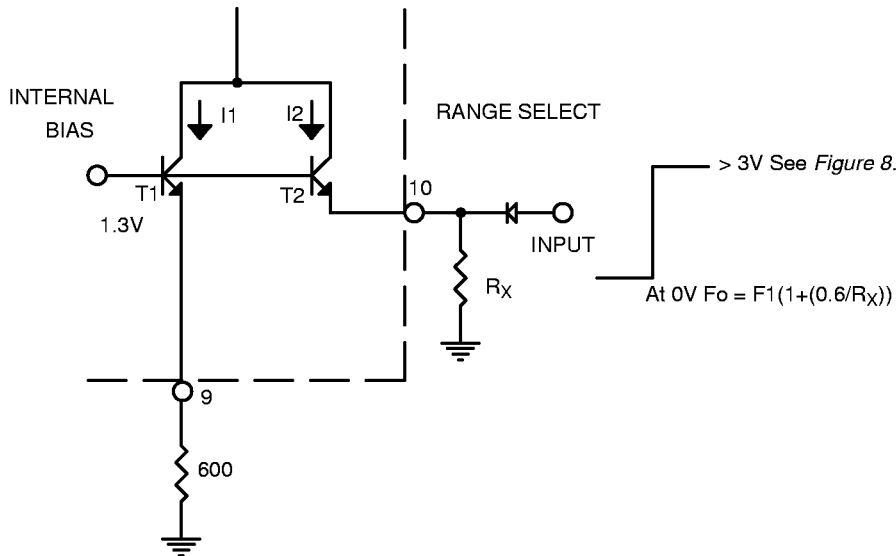 INTERNAL
BIAS
I1
I2
RANGE SELECT
T1
T2
10
> 3V See Figure 8.
1.3V
INPUT
RX
At 0V Fo = F1(1+(0.6/RX))
9
600